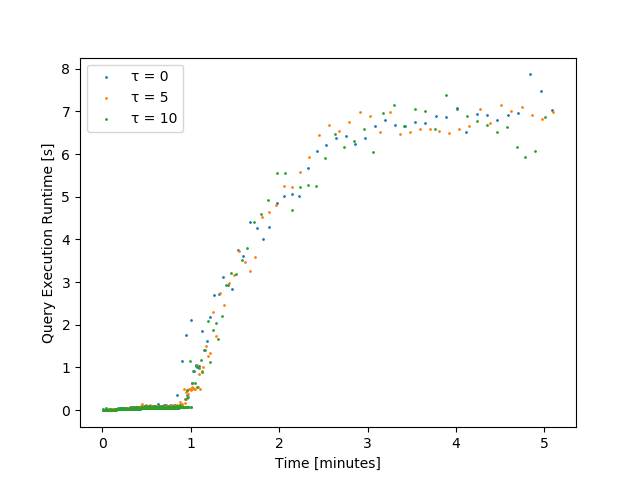 τ = 0
τ = 5
τ = 10
Query Execution Runtime [s]
8
7
6
5
4
3
2
1
0
0 1 2 3 4 5
Time [minutes]